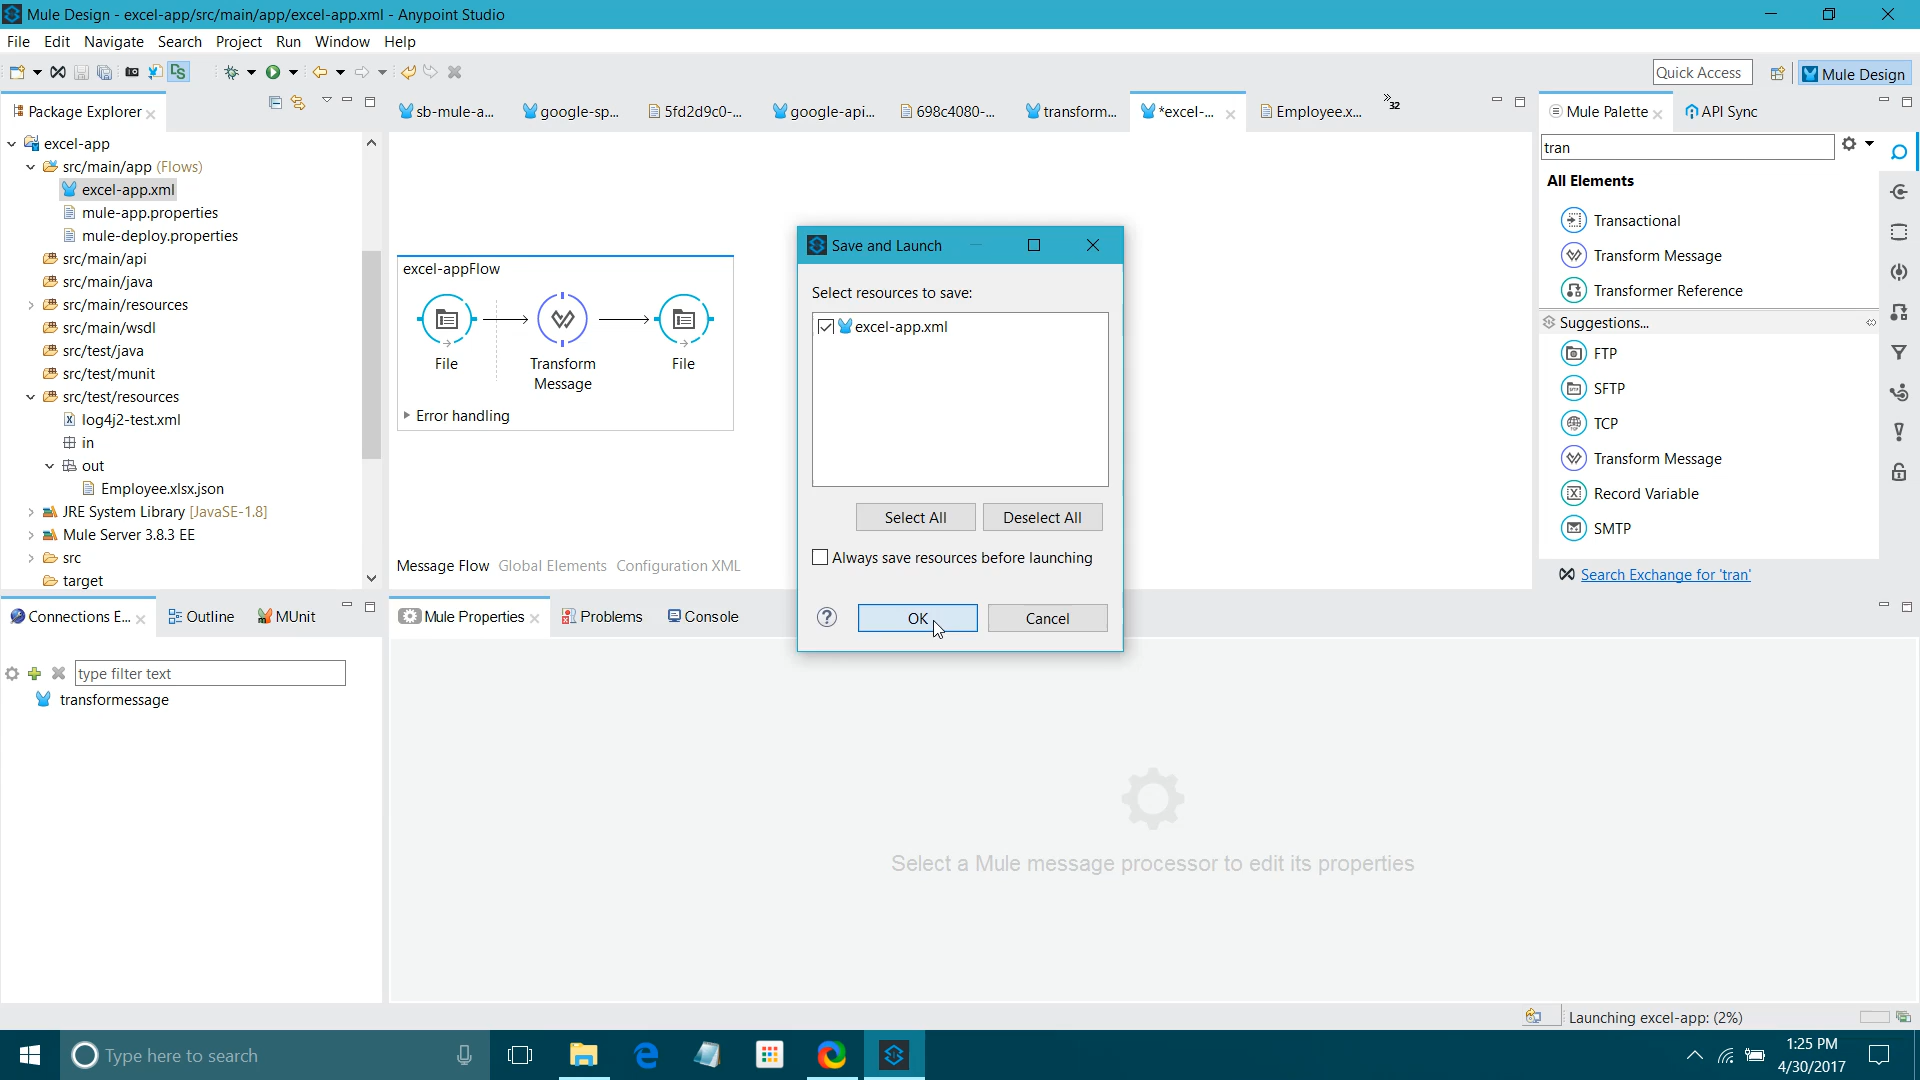 Mule Design - excel-app/src/main/app/excel-app.xml - Anypoint Studio
File Edit Navigate Search Project Run Window Help
Quick Access
Mule Design
Package Explorer
sb-mule-a...
google-sp...
5fd2d9c0-...
google-api...
698c4080-...
transform...
*excel-...
Employee.x...
32
Mule Palette
API Sync
excel-app
src/main/app (Flows)
excel-app.xml
mule-app.properties
mule-deploy.properties
src/main/api
src/main/java
src/main/resources
src/main/wsdl
src/test/java
src/test/munit
src/test/resources
log4j2-test.xml
in
out
Employee.xlsx.json
JRE System Library [JavaSE-1.8]
Mule Server 3.8.3 EE
src
target
excel-appFlow
File
Transform
Message
File
Error handling
Message Flow Global Elements Configuration XML
Save and Launch
Select resources to save:
excel-app.xml
Select All
Deselect All
Always save resources before launching
OK
Cancel
tran
All Elements
Transactional
Transform Message
Transformer Reference
Suggestions...
FTP
SFTP
TCP
Transform Message
Record Variable
SMTP
Search Exchange for 'tran'
Connections E...
Outline
MUnit
type filter text
transformessage
Mule Properties
Problems
Console
Select a Mule message processor to edit its properties
Launching excel-app: (2%)
Type here to search
1:25 PM
4/30/2017